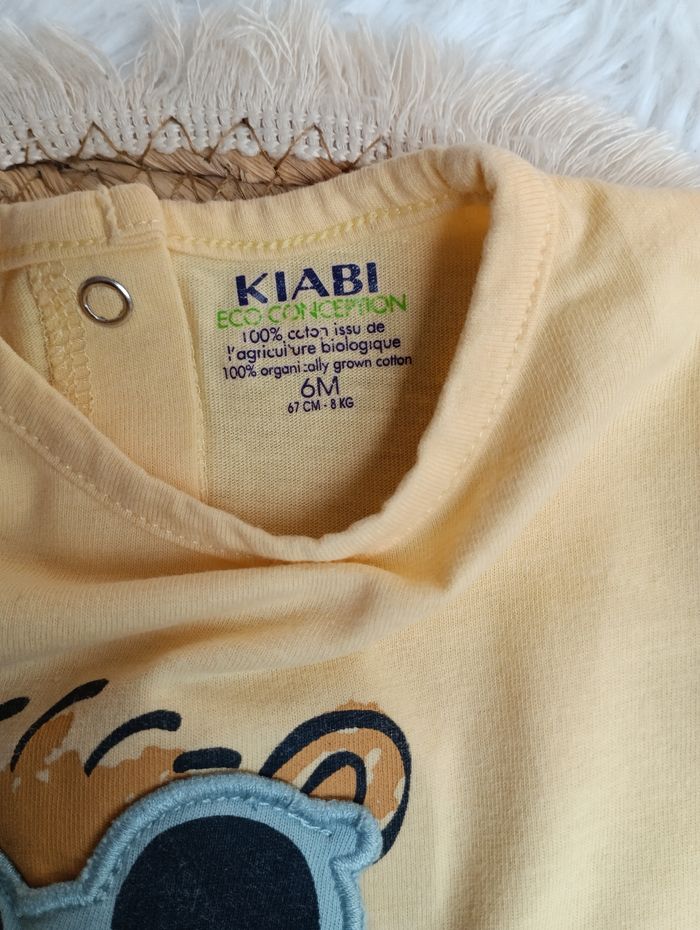 KIABI
ECO CONCEPTION
100% coton issu de
l'agriculture biologique
100% organically grown cotton
6M
67 CM - 8 KG